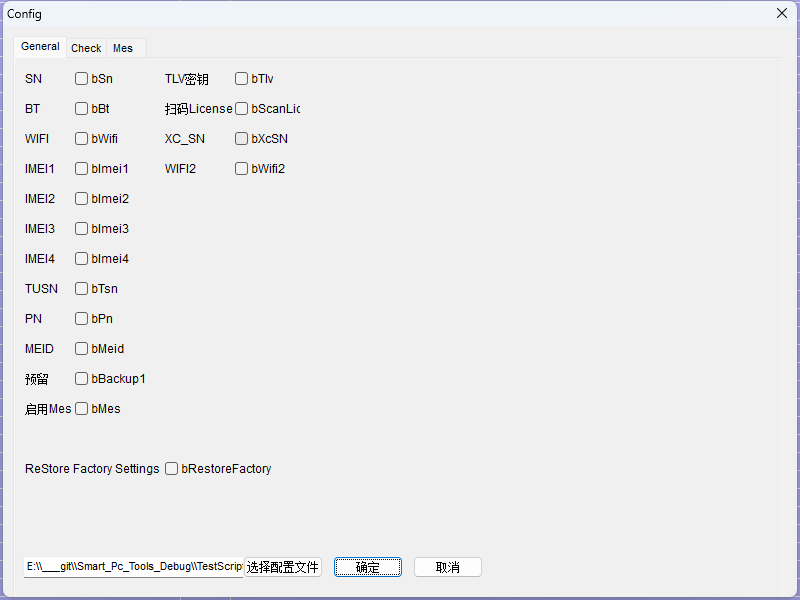 Config
General Check Mes
SN bSn TLV密钥 bTlv
BT bBt 扫码License bScanLic
WIFI bWifi XC_SN bXcSN
IMEI1 bImei1 WIFI2 bWifi2
IMEI2 bImei2
IMEI3 bImei3
IMEI4 bImei4
TUSN bTsn
PN bPn
MEID bMeid
预留 bBackup1
启用Mes bMes
ReStore Factory Settings bRestoreFactory
E:\\___git\\Smart_Pc_Tools_Debug\\TestScript 选择配置文件 确定 取消